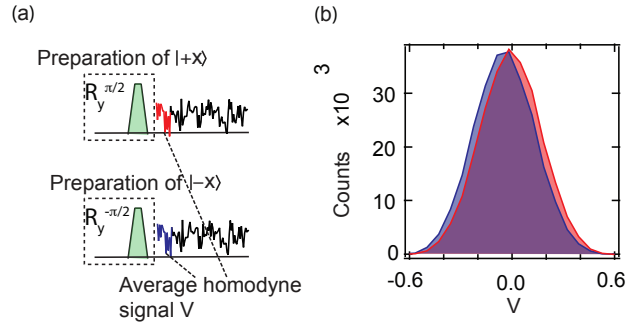 (a)
Preparation of |+x⟩
R_y^π/2
Preparation of |−x⟩
R_y^-π/2
Average homodyne
signal V
(b)
Counts x10^3
30
20
10
0
-0.6
0.0
0.6
V